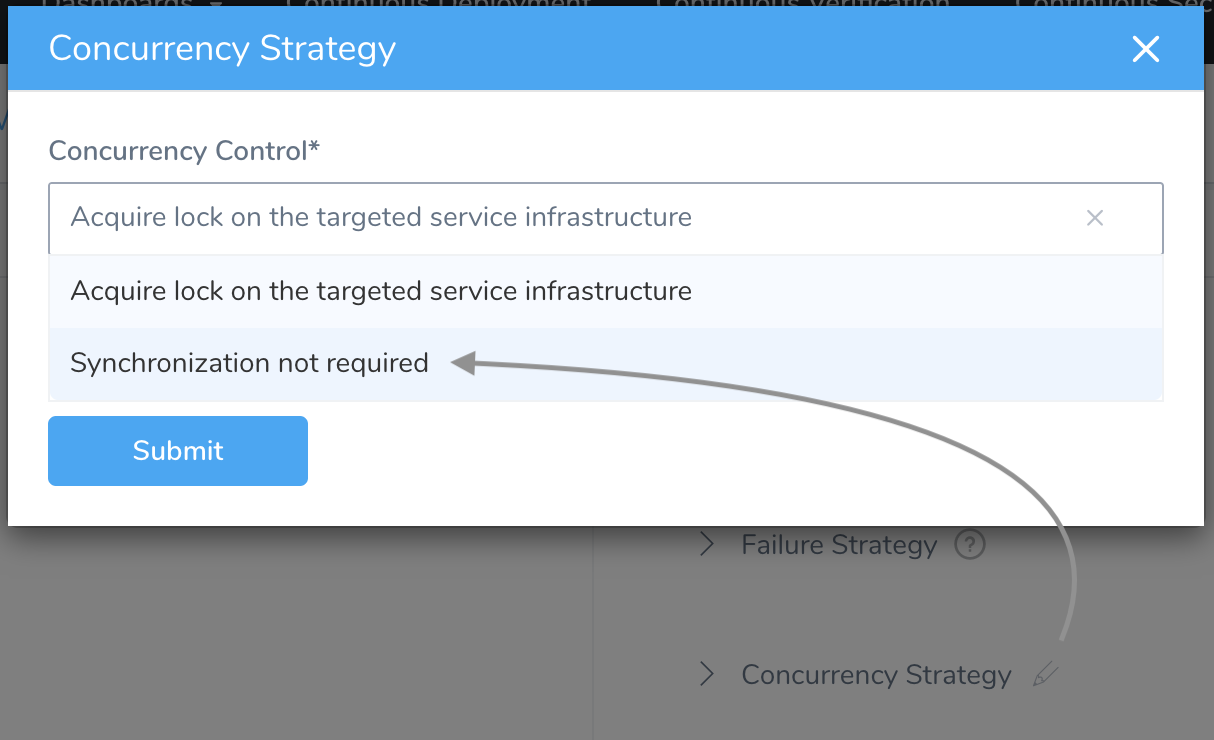 Dashboards Continuous Deployment Continuous Verification Continuous Sec
Concurrency Strategy
Concurrency Control*
Acquire lock on the targeted service infrastructure
Acquire lock on the targeted service infrastructure
Synchronization not required
Submit
Failure Strategy ?
Concurrency Strategy